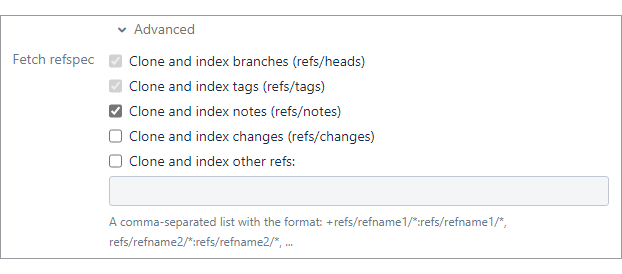 Advanced
Fetch refspec
Clone and index branches (refs/heads)
Clone and index tags (refs/tags)
Clone and index notes (refs/notes)
Clone and index changes (refs/changes)
Clone and index other refs:
A comma-separated list with the format: +refs/refname1/*:refs/refname1/*,
refs/refname2/*:refs/refname2/*, ...